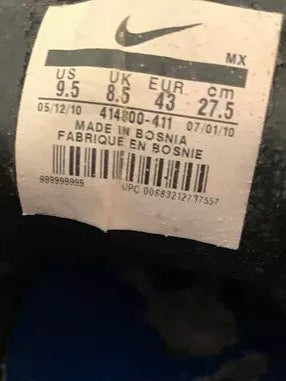 MX
US UK EUR cm
9.5 8.5 43 27.5
05/12/10 414800-411 07/01/10
MADE IN BOSNIA
FABRIQUE EN BOSNIE
999999999
UPC 00683212737557